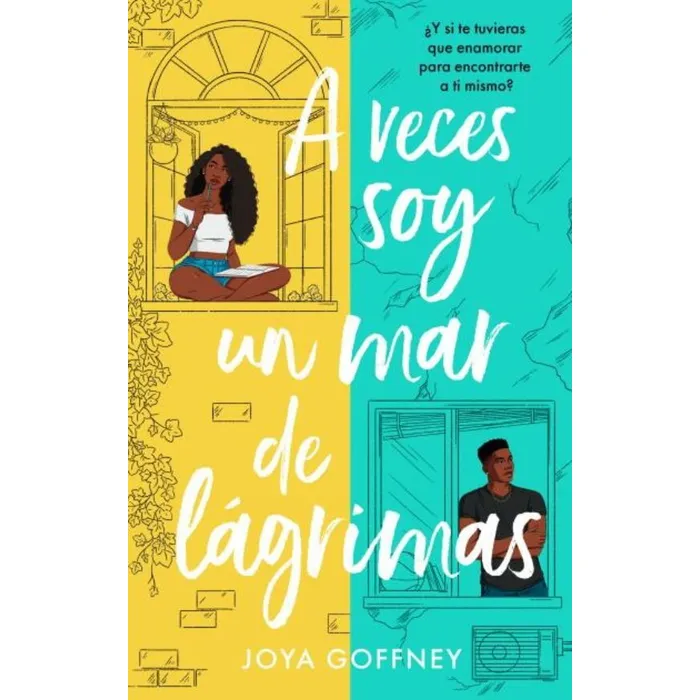 ¿Y si te tuvieras
que enamorar
para encontrarte
a ti mismo?
A veces
soy
un mar
de
lágrimas
JOYA GOFFNEY